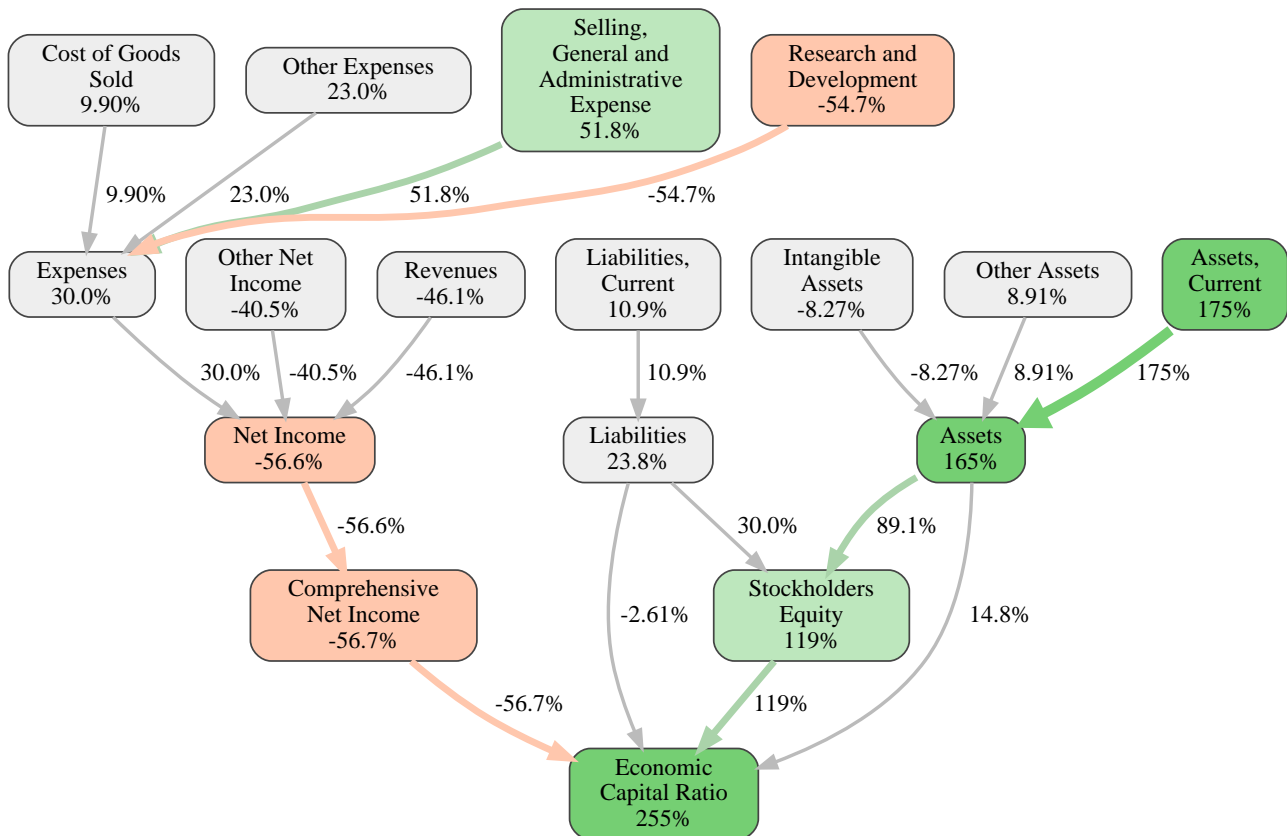 Cost of Goods
Sold
9.90%
Other Expenses
23.0%
Selling,
General and
Administrative
Expense
51.8%
Research and
Development
-54.7%
9.90%
23.0%
51.8%
-54.7%
Expenses
30.0%
Other Net
Income
-40.5%
Revenues
-46.1%
Liabilities,
Current
10.9%
Intangible
Assets
-8.27%
Other Assets
8.91%
Assets,
Current
175%
30.0%
-40.5%
-46.1%
10.9%
-8.27%
8.91%
175%
Net Income
-56.6%
Liabilities
23.8%
Assets
165%
-56.6%
30.0%
89.1%
Comprehensive
Net Income
-56.7%
-2.61%
Stockholders
Equity
119%
14.8%
-56.7%
119%
Economic
Capital Ratio
255%